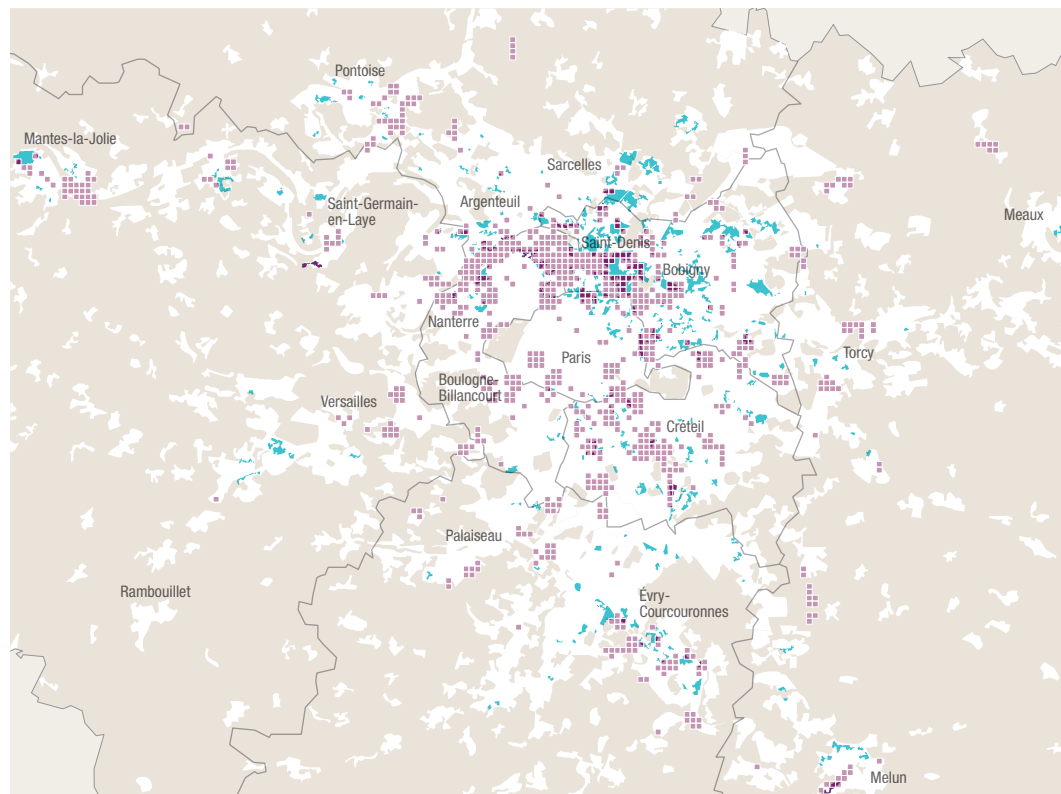 Pontoise
Mantes-la-Jolie
Sarcelles
Saint-Germain-
en-Laye
Argenteuil
Meaux
Saint-Denis
Bobigny
Nanterre
Paris
Torcy
Boulogne-
Billancourt
Versailles
Créteil
Palaiseau
Rambouillet
Évry-
Courcouronnes
Melun